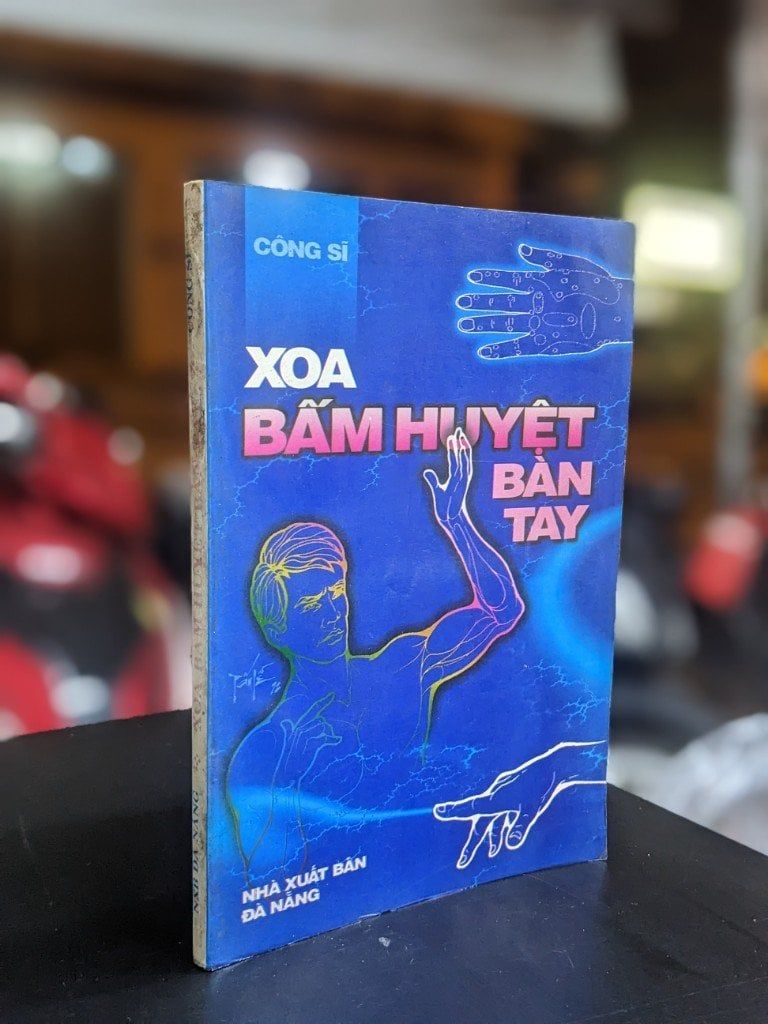 CÔNG SĨ
XOA
BẤM HUYỆT
BÀN
TAY
NHÀ XUẤT BẢN
ĐÀ NẴNG